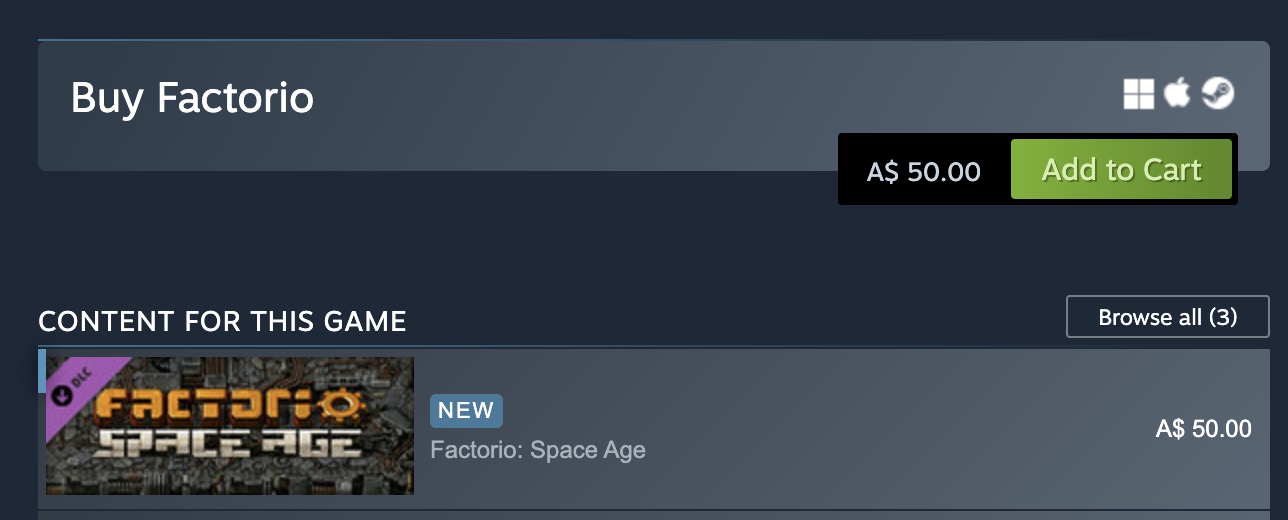 Buy Factorio
A$ 50.00
Add to Cart
CONTENT FOR THIS GAME
Browse all (3)
DLC
FACTORIO
SPACE AGE
NEW
Factorio: Space Age
A$ 50.00